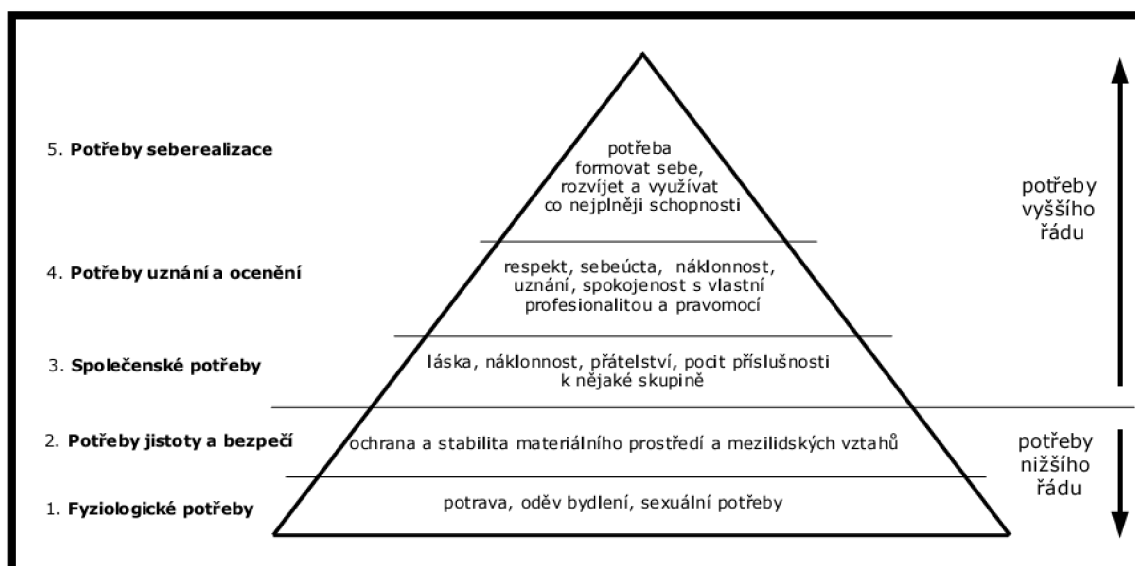 5. Potřeby seberealizace
potřeba
formovat sebe,
rozvíjet a využívat
co nejplněji schopnosti
potřeby
vyššího
řádu
4. Potřeby uznání a ocenění
respekt, sebeúcta, náklonnost,
uznání, spokojenost s vlastní
profesionalitou a pravomocí
3. Společenské potřeby
láska, náklonnost, přátelství, pocit příslušnosti
k nějaké skupině
2. Potřeby jistoty a bezpečí
ochrana a stabilita materiálního prostředí a mezilidských vztahů
potřeby
nižšího
řádu
1. Fyziologické potřeby
potrava, oděv bydlení, sexuální potřeby